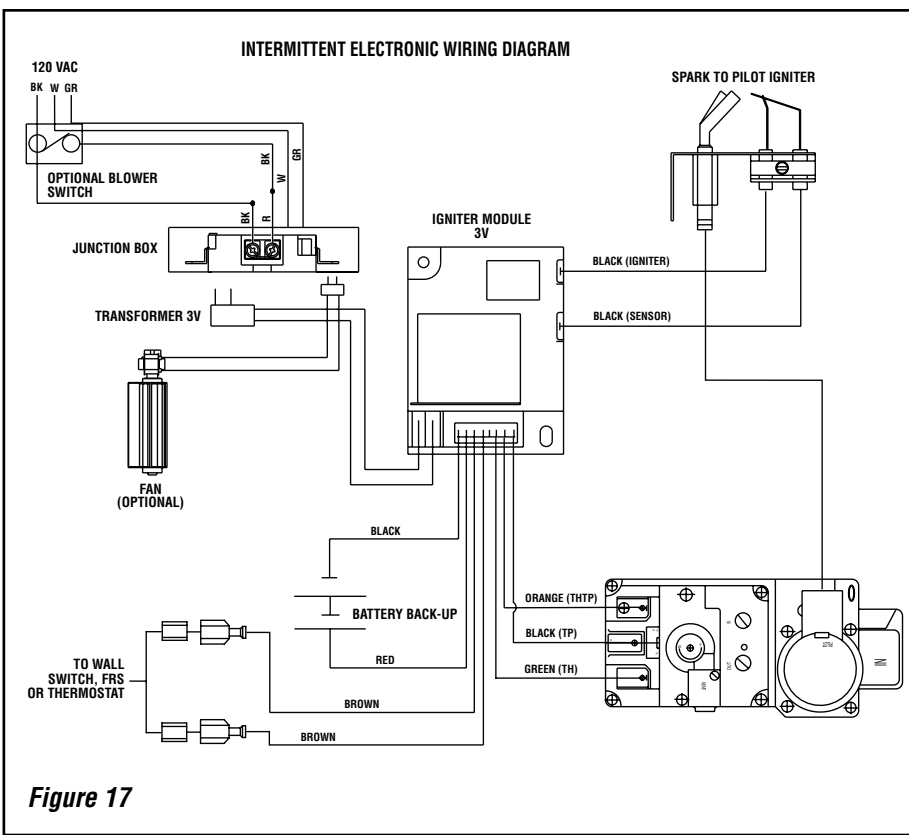 INTERMITTENT ELECTRONIC WIRING DIAGRAM
120 VAC
BK W GR
SPARK TO PILOT IGNITER
OPTIONAL BLOWER
SWITCH
BK
W
GR
BK
R
JUNCTION BOX
IGNITER MODULE
3V
BLACK (IGNITER)
TRANSFORMER 3V
BLACK (SENSOR)
FAN
(OPTIONAL)
BLACK
BATTERY BACK-UP
RED
ORANGE (THTP)
BLACK (TP)
GREEN (TH)
PILOT
IN
TO WALL
SWITCH, FRS
OR THERMOSTAT
BROWN
BROWN
Figure 17